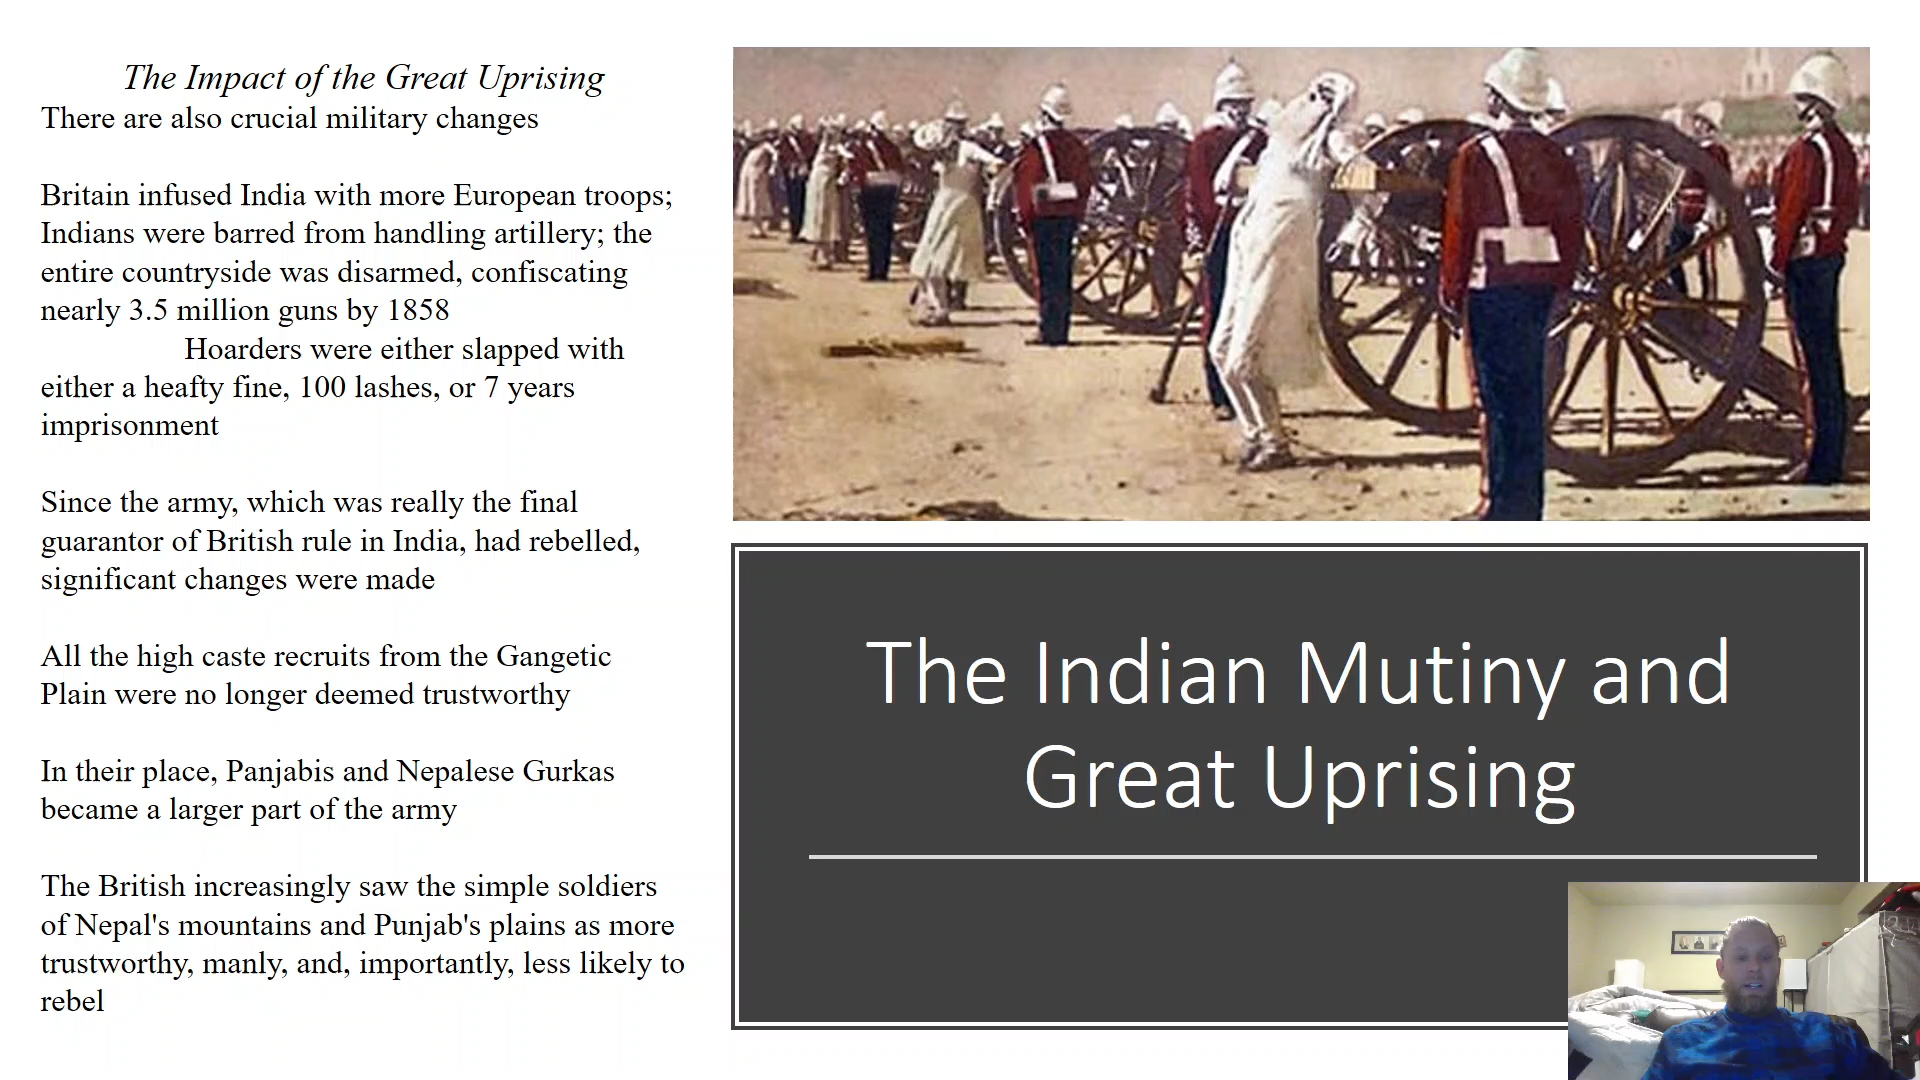 The Impact of the Great Uprising
There are also crucial military changes
Britain infused India with more European troops;
Indians were barred from handling artillery; the
entire countryside was disarmed, confiscating
nearly 3.5 million guns by 1858
Hoarders were either slapped with
either a heafty fine, 100 lashes, or 7 years
imprisonment
Since the army, which was really the final
guarantor of British rule in India, had rebelled,
significant changes were made
All the high caste recruits from the Gangetic
Plain were no longer deemed trustworthy
In their place, Panjabis and Nepalese Gurkas
became a larger part of the army
The British increasingly saw the simple soldiers
of Nepal's mountains and Punjab's plains as more
trustworthy, manly, and, importantly, less likely to
rebel
The Indian Mutiny and
Great Uprising